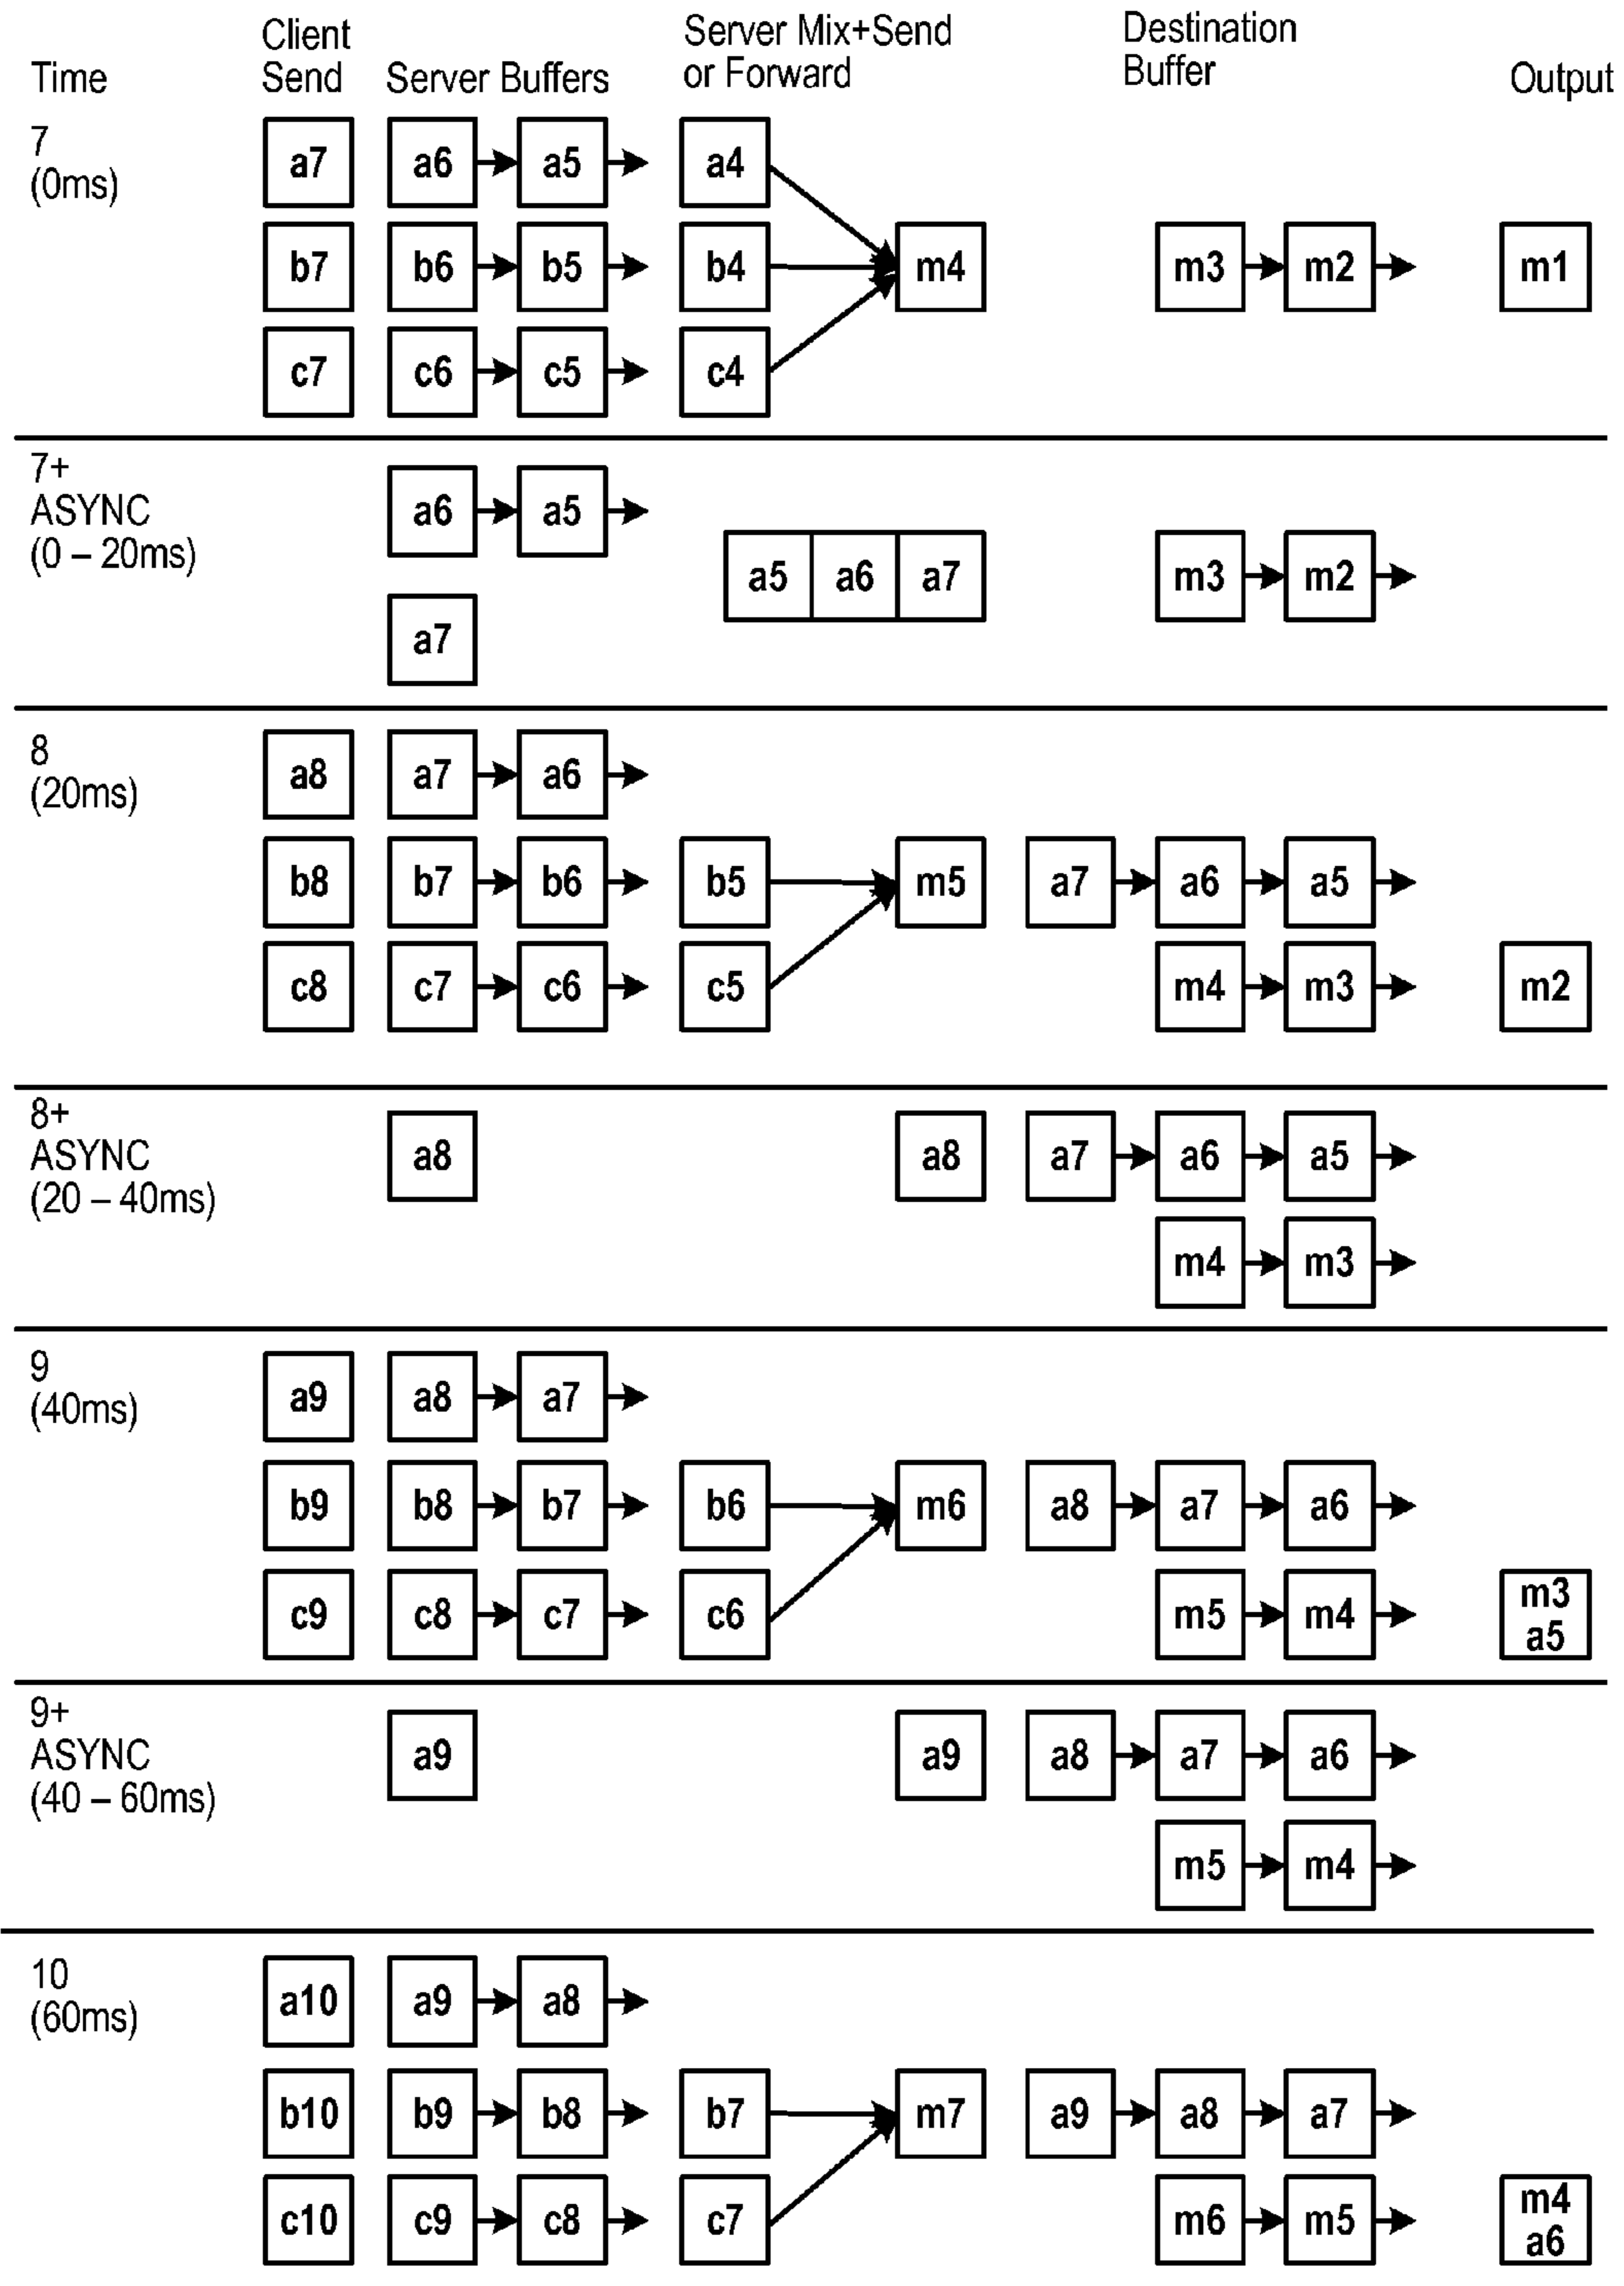 Time
Client
Send
Server Buffers
Server Mix+Send
or Forward
Destination
Buffer
Output
7
(0ms)
a7 a6 a5 a4
b7 b6 b5 b4 m4 m3 m2 m1
c7 c6 c5 c4
7+
ASYNC
(0 – 20ms)
a6 a5
a5 a6 a7 m3 m2
a7
8
(20ms)
a8 a7 a6
b8 b7 b6 b5 m5 a7 a6 a5
c8 c7 c6 c5 m4 m3 m2
8+
ASYNC
(20 – 40ms)
a8 a8 a7 a6 a5
m4 m3
9
(40ms)
a9 a8 a7
b9 b8 b7 b6 m6 a8 a7 a6
c9 c8 c7 c6 m5 m4 m3
a5
9+
ASYNC
(40 – 60ms)
a9 a9 a8 a7 a6
m5 m4
10
(60ms)
a10 a9 a8
b10 b9 b8 b7 m7 a9 a8 a7
c10 c9 c8 c7 m6 m5 m4
a6